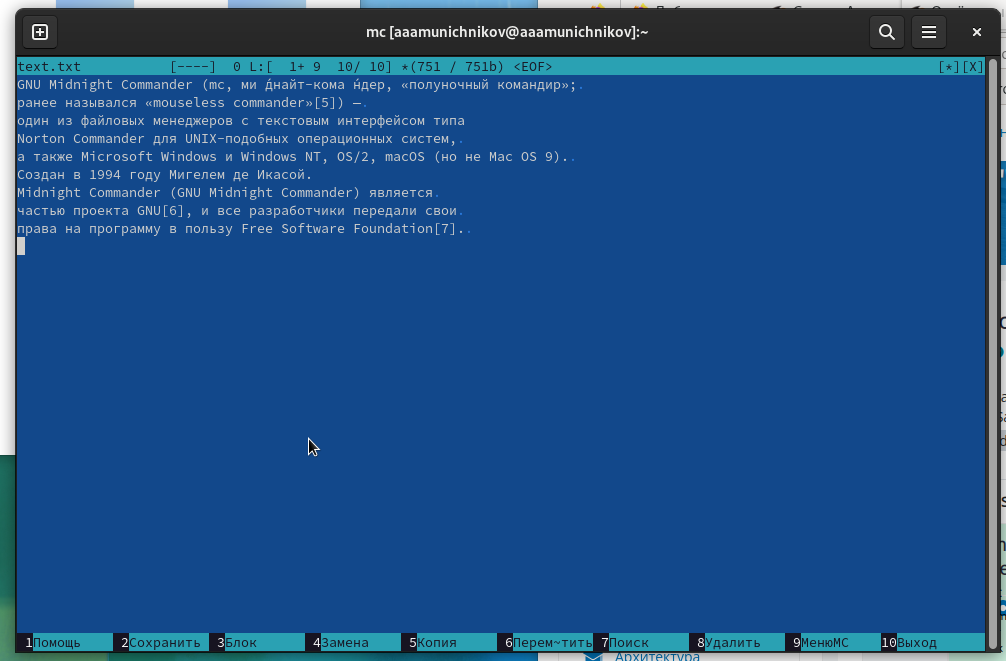 mc [aaamunichnikov@aaamunichnikov]:~
text.txt [----] 0 L:[ 1+ 9 10/ 10] *(751 / 751b) <EOF> [*][X]
GNU Midnight Commander (mc, ми́днайт-кома́ндер, «полуночный командир»;.
ранее назывался «mouseless commander»[5]) —.
один из файловых менеджеров с текстовым интерфейсом типа
Norton Commander для UNIX-подобных операционных систем,.
а также Microsoft Windows и Windows NT, OS/2, macOS (но не Mac OS 9)..
Создан в 1994 году Мигелем де Икасой.
Midnight Commander (GNU Midnight Commander) является.
частью проекта GNU[6], и все разработчики передали свои.
права на программу в пользу Free Software Foundation[7]..
1Помощь 2Сохранить 3Блок 4Замена 5Копия 6Перем~тить 7Поиск 8Удалить 9МенюMC 10Выход
Архитектура